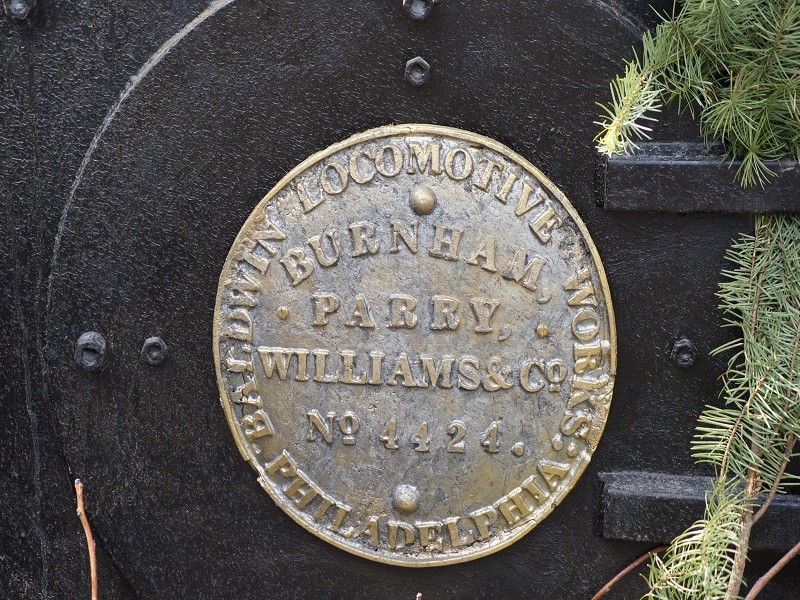 BALDWIN LOCOMOTIVE WORKS.
BURNHAM,
PARRY,
WILLIAMS & Co
No 4424.
. PHILADELPHIA.